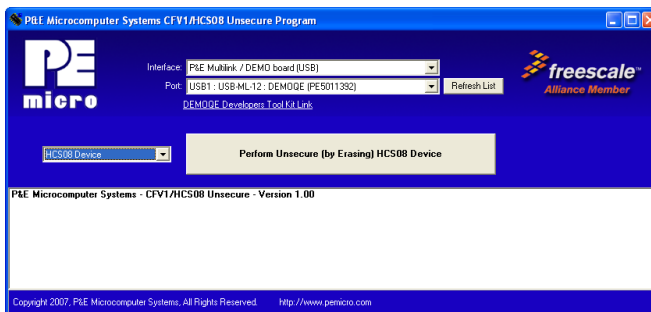 P&E Microcomputer Systems CFV1/HCS08 Unsecure Program
PE
micro
Interface: P&E Multilink / DEMO board (USB)
Port: USB1 : USB-ML-12 : DEMOQE (PE5011392) Refresh List
DEMOQE Developers Tool Kit Link
freescale™
Alliance Member
HCS08 Device
Perform Unsecure (by Erasing) HCS08 Device
P&E Microcomputer Systems - CFV1/HCS08 Unsecure - Version 1.00
Copyright 2007, P&E Microcomputer Systems, All Rights Reserved. http://www.pemicro.com